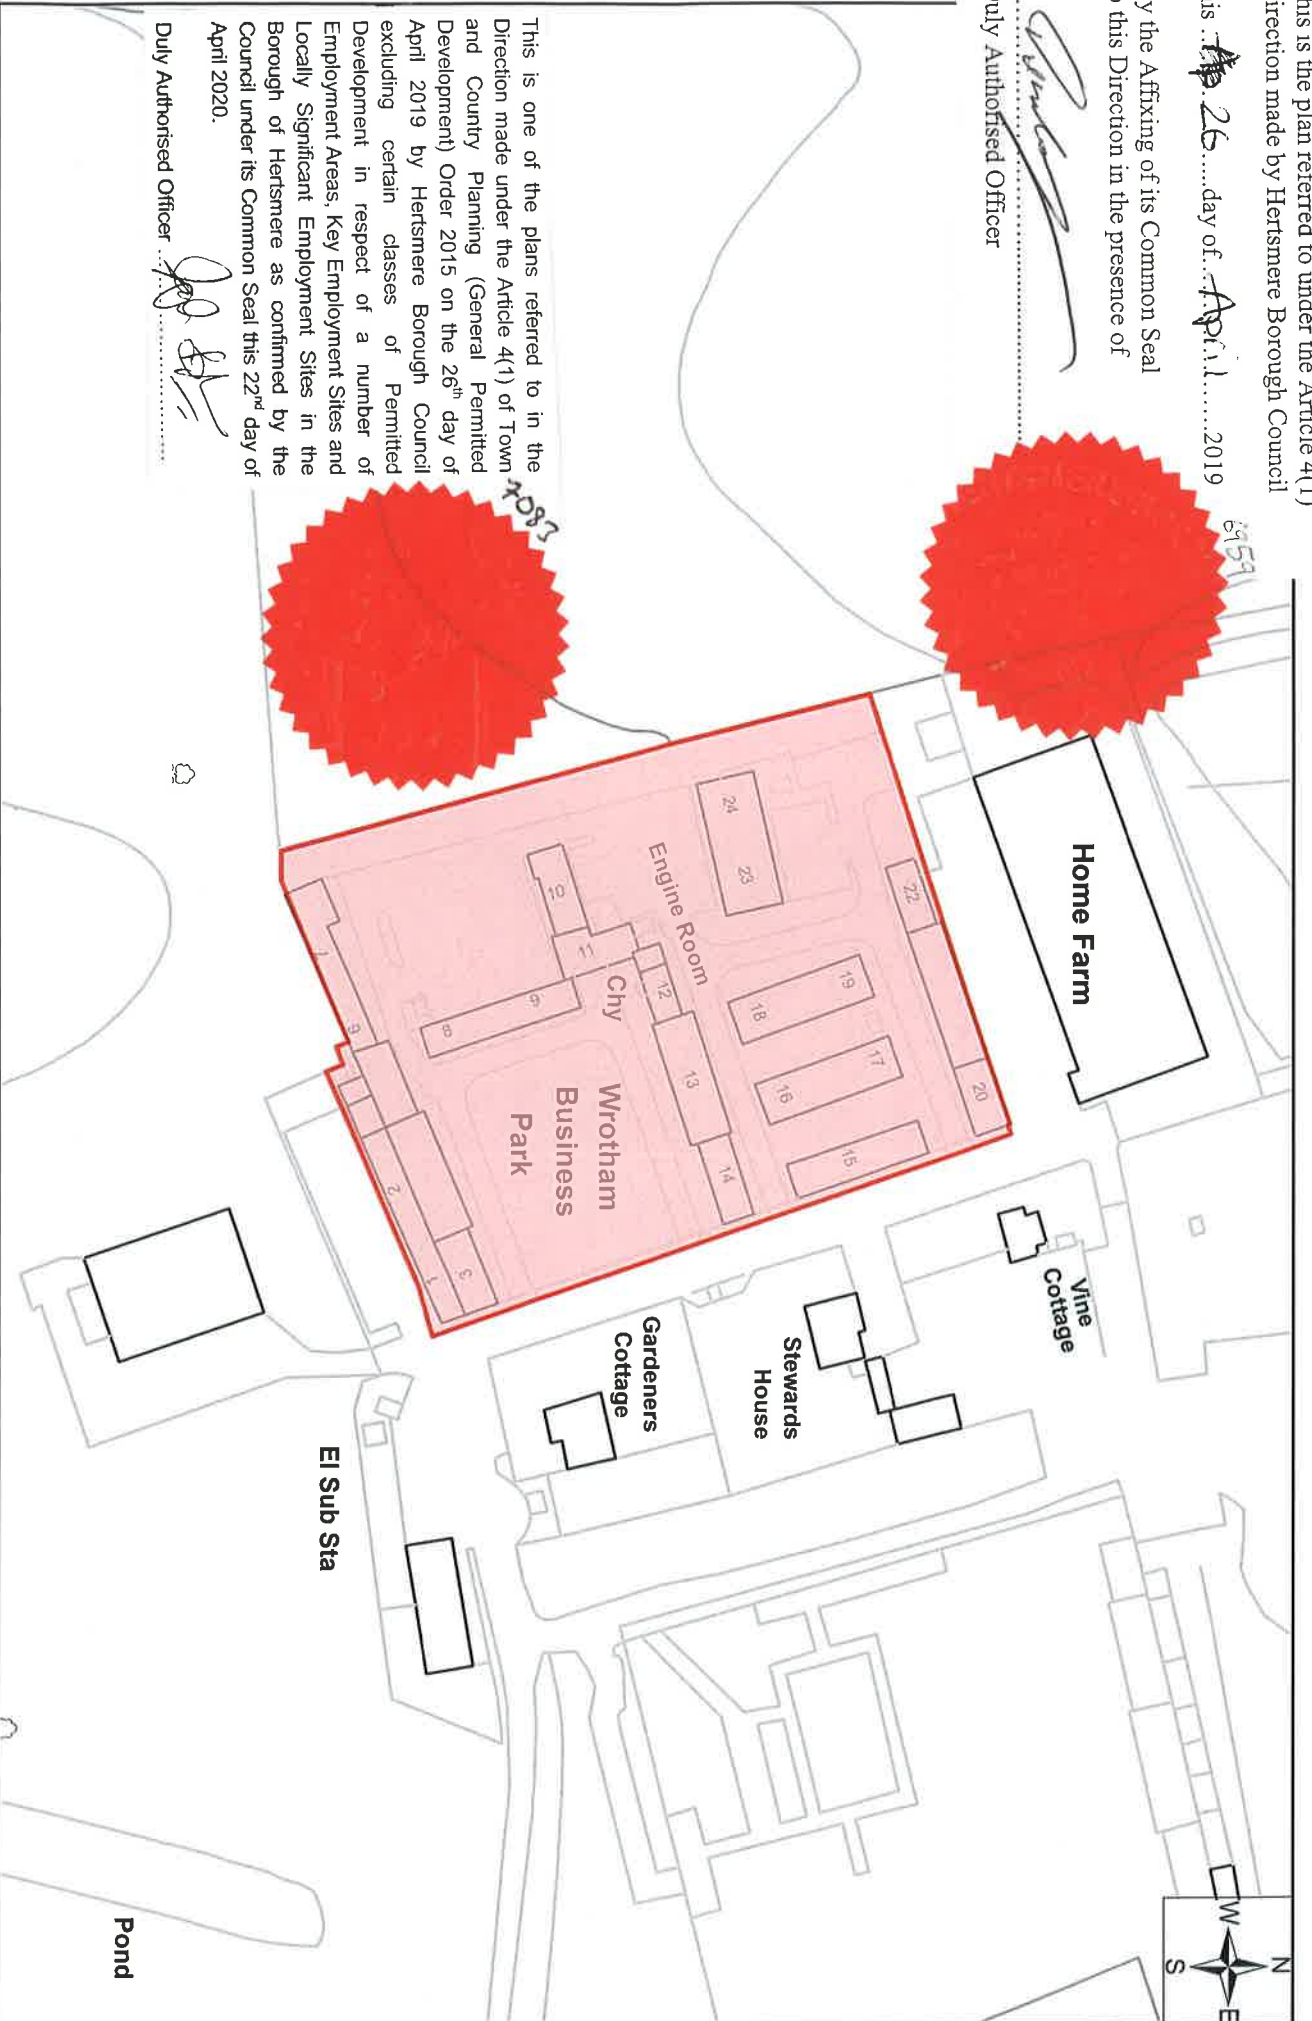 his is the plan referred to under the Article 4(1)
irection made by Hertsmere Borough Council
is .. 26 .....day of...April......2019
y the Affixing of its Common Seal
o this Direction in the presence of
uly Authorised Officer
6959
This is one of the plans referred to in the
Direction made under the Article 4(1) of Town
and Country Planning (General Permitted
Development) Order 2015 on the 26th day of
April 2019 by Hertsmere Borough Council
excluding certain classes of Permitted
Development in respect of a number of
Employment Areas, Key Employment Sites and
Locally Significant Employment Sites in the
Borough of Hertsmere as confirmed by the
Council under its Common Seal this 22nd day of
April 2020.
Duly Authorised Officer
7083
Home Farm
Vine
Cottage
Stewards
House
Gardeners
Cottage
El Sub Sta
Pond
Engine Room
Chy
Wrotham
Business
Park
24
23
22
20
19
18
17
16
15
14
13
12
11
10
9
8
7
6
3
2
1
N
W
E
S